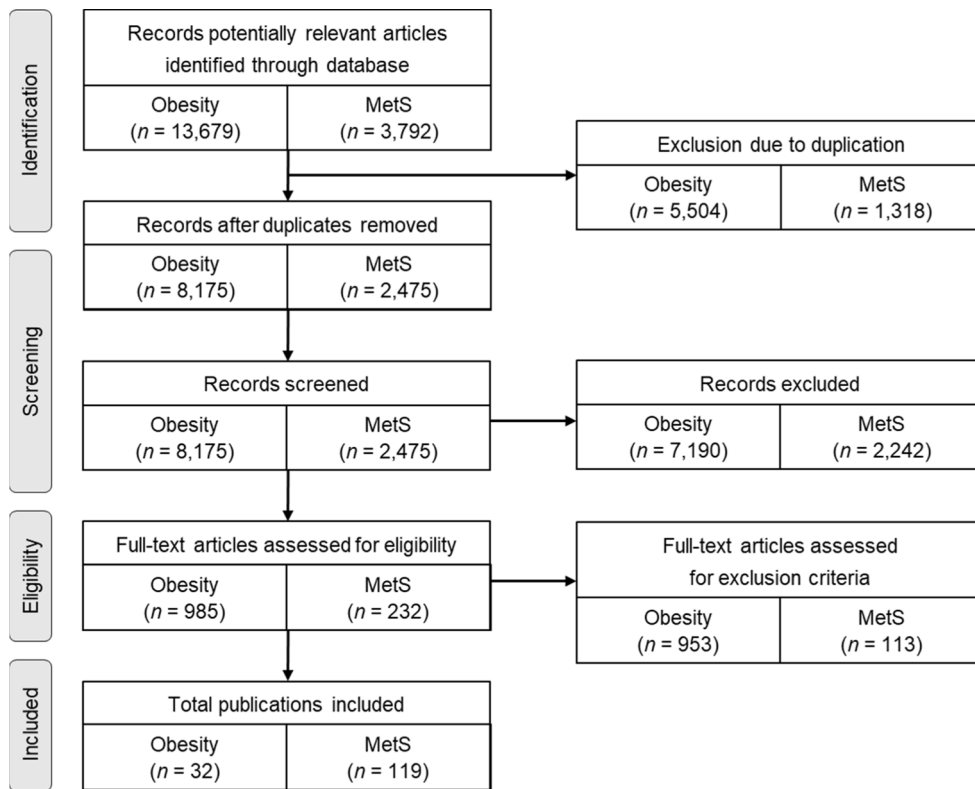 Identification
Records potentially relevant articles
identified through database
Obesity
(n = 13,679)
MetS
(n = 3,792)
Exclusion due to duplication
Obesity
(n = 5,504)
MetS
(n = 1,318)
Records after duplicates removed
Obesity
(n = 8,175)
MetS
(n = 2,475)
Screening
Records screened
Obesity
(n = 8,175)
MetS
(n = 2,475)
Records excluded
Obesity
(n = 7,190)
MetS
(n = 2,242)
Eligibility
Full-text articles assessed for eligibility
Obesity
(n = 985)
MetS
(n = 232)
Full-text articles assessed
for exclusion criteria
Obesity
(n = 953)
MetS
(n = 113)
Included
Total publications included
Obesity
(n = 32)
MetS
(n = 119)